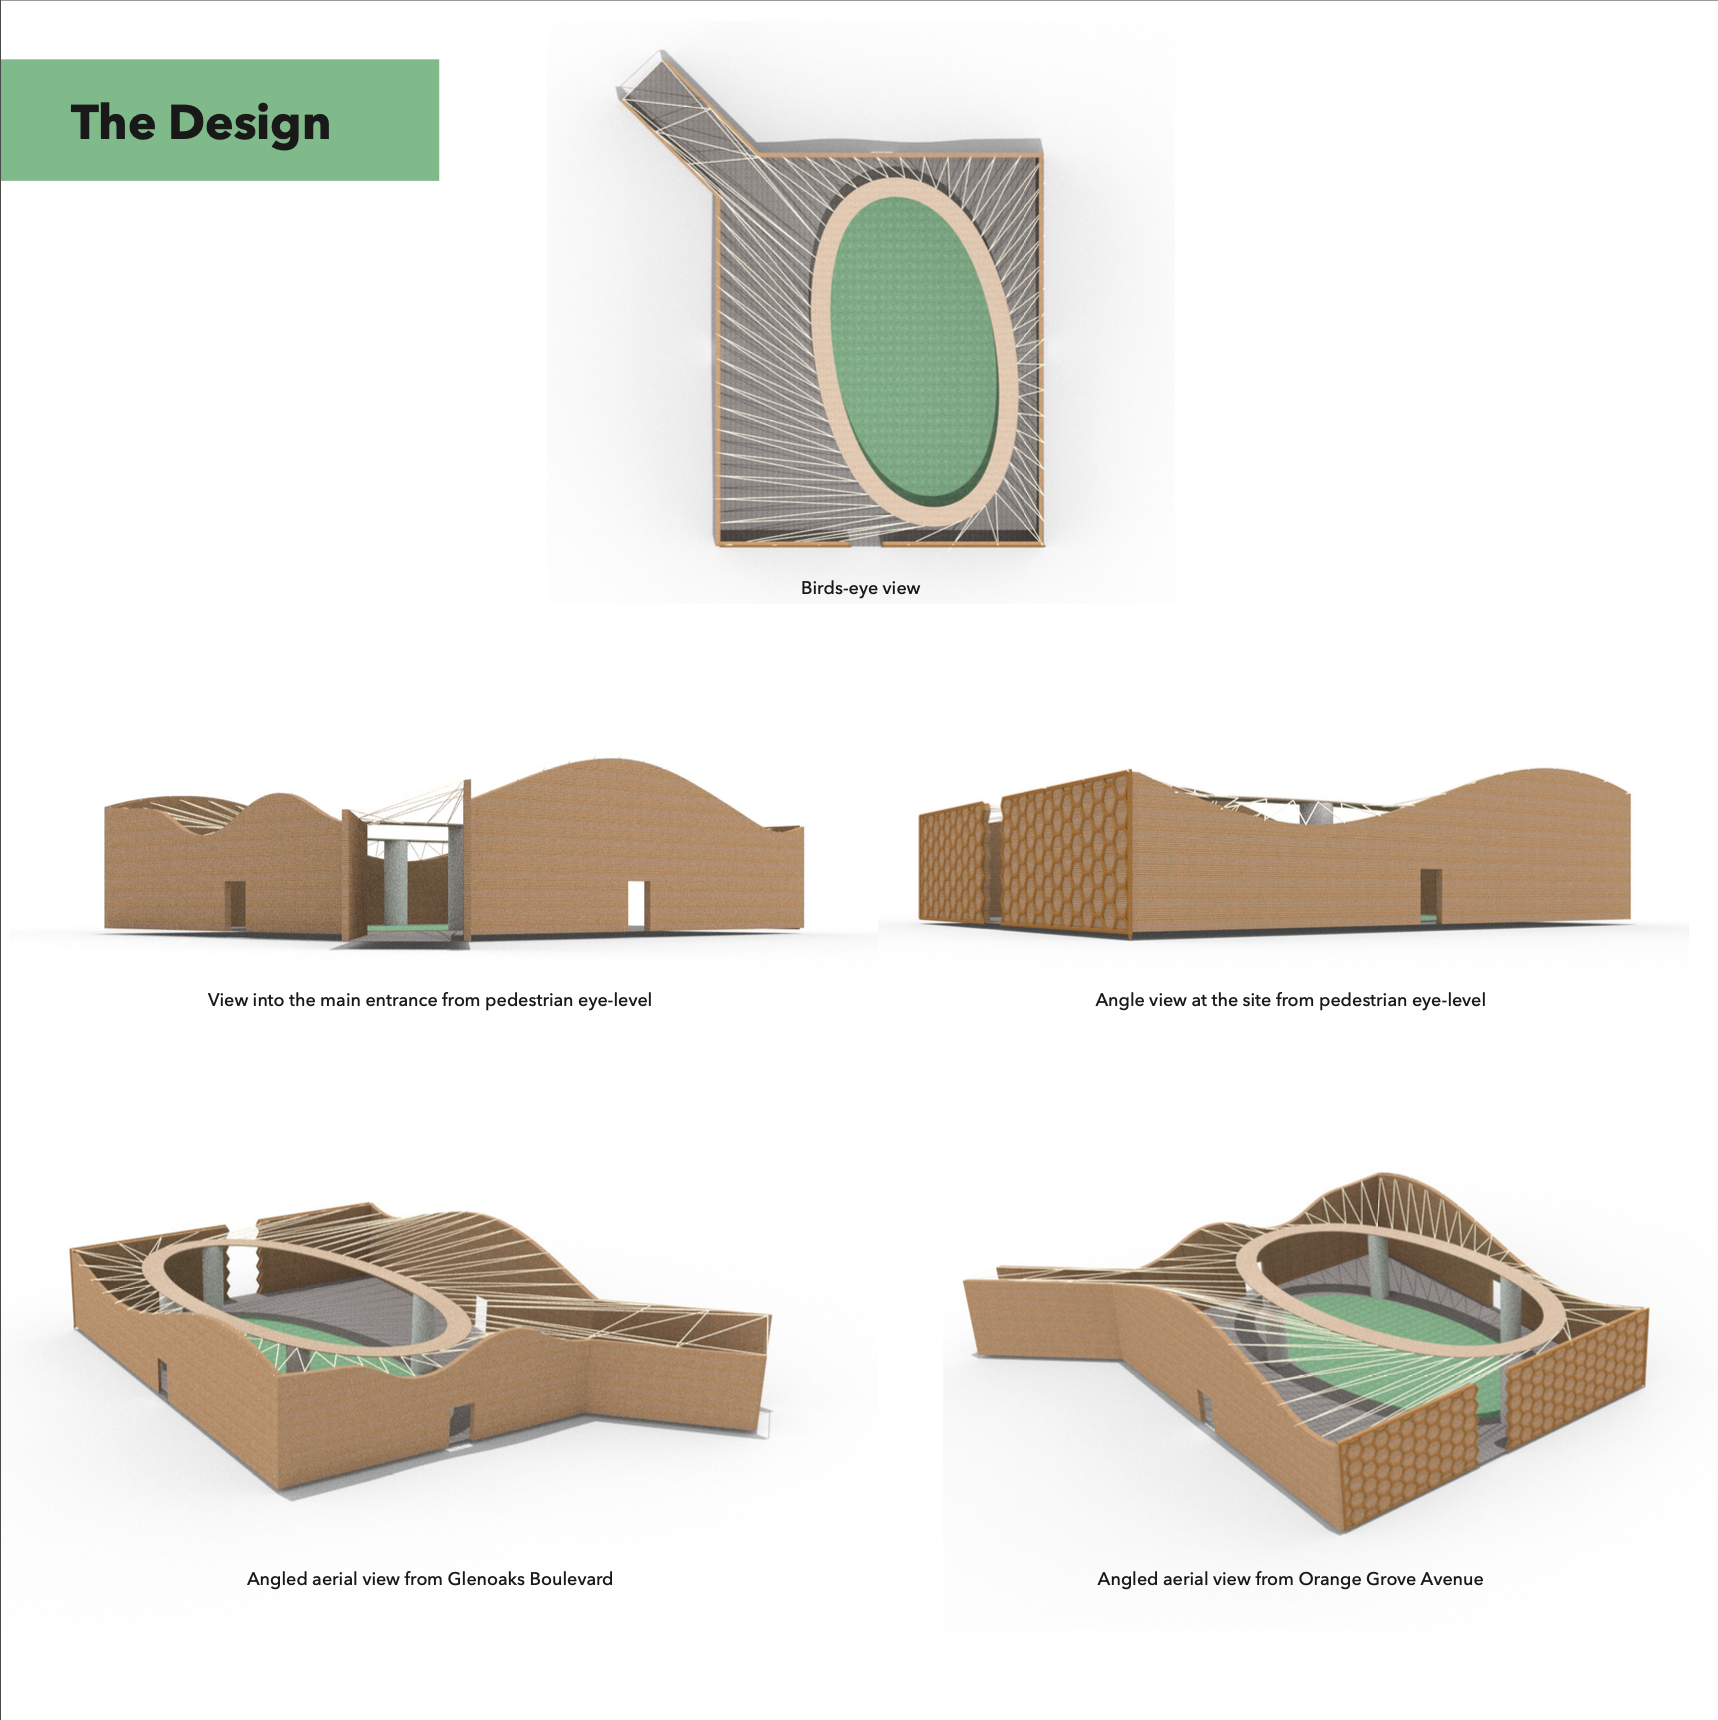 The Design
Birds-eye view
View into the main entrance from pedestrian eye-level
Angle view at the site from pedestrian eye-level
Angled aerial view from Glenoaks Boulevard
Angled aerial view from Orange Grove Avenue